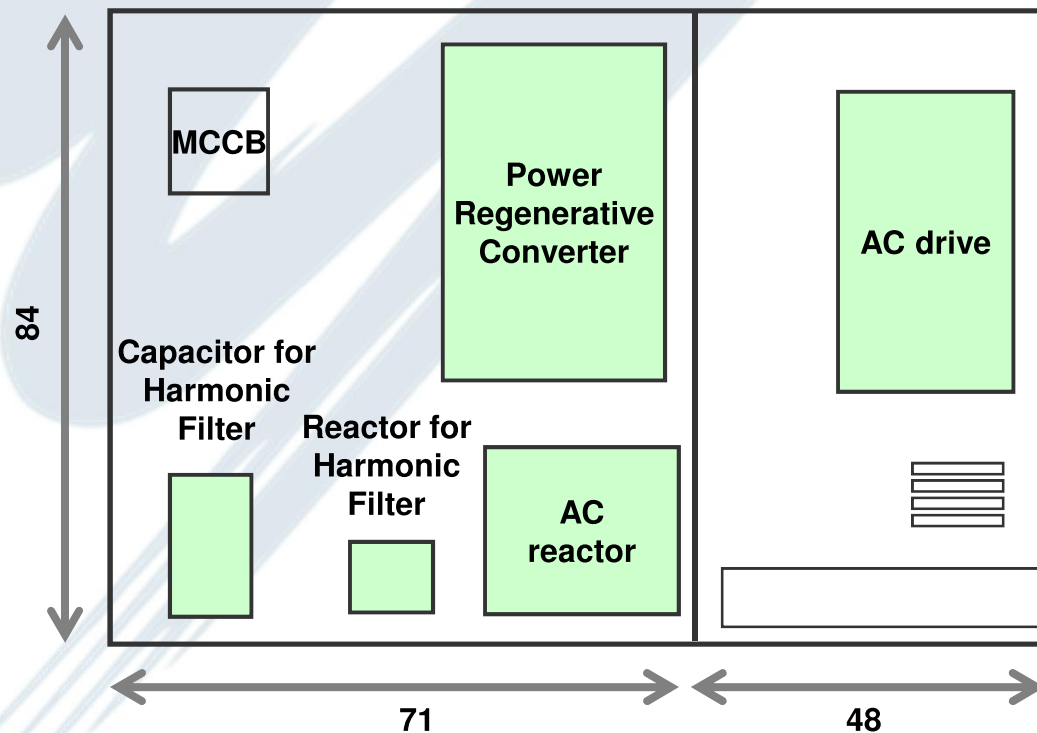 MCCB
Power
Regenerative
Converter
AC drive
84
Capacitor for
Harmonic
Filter
Reactor for
Harmonic
Filter
AC
reactor
71
48